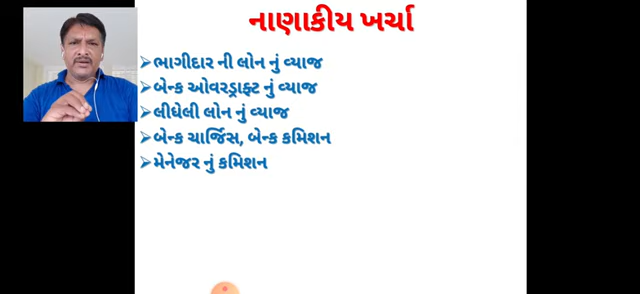 નાણાકીય ખર્ચા
➢ભાગીદાર ની લોન નું વ્યાજ
➢બેન્ક ઓવરડ્રાફ્ટ નું વ્યાજ
➢લીધેલી લોન નું વ્યાજ
➢બેન્ક ચાર્જિસ, બેન્ક કમિશન
➢મેનેજર નું કમિશન